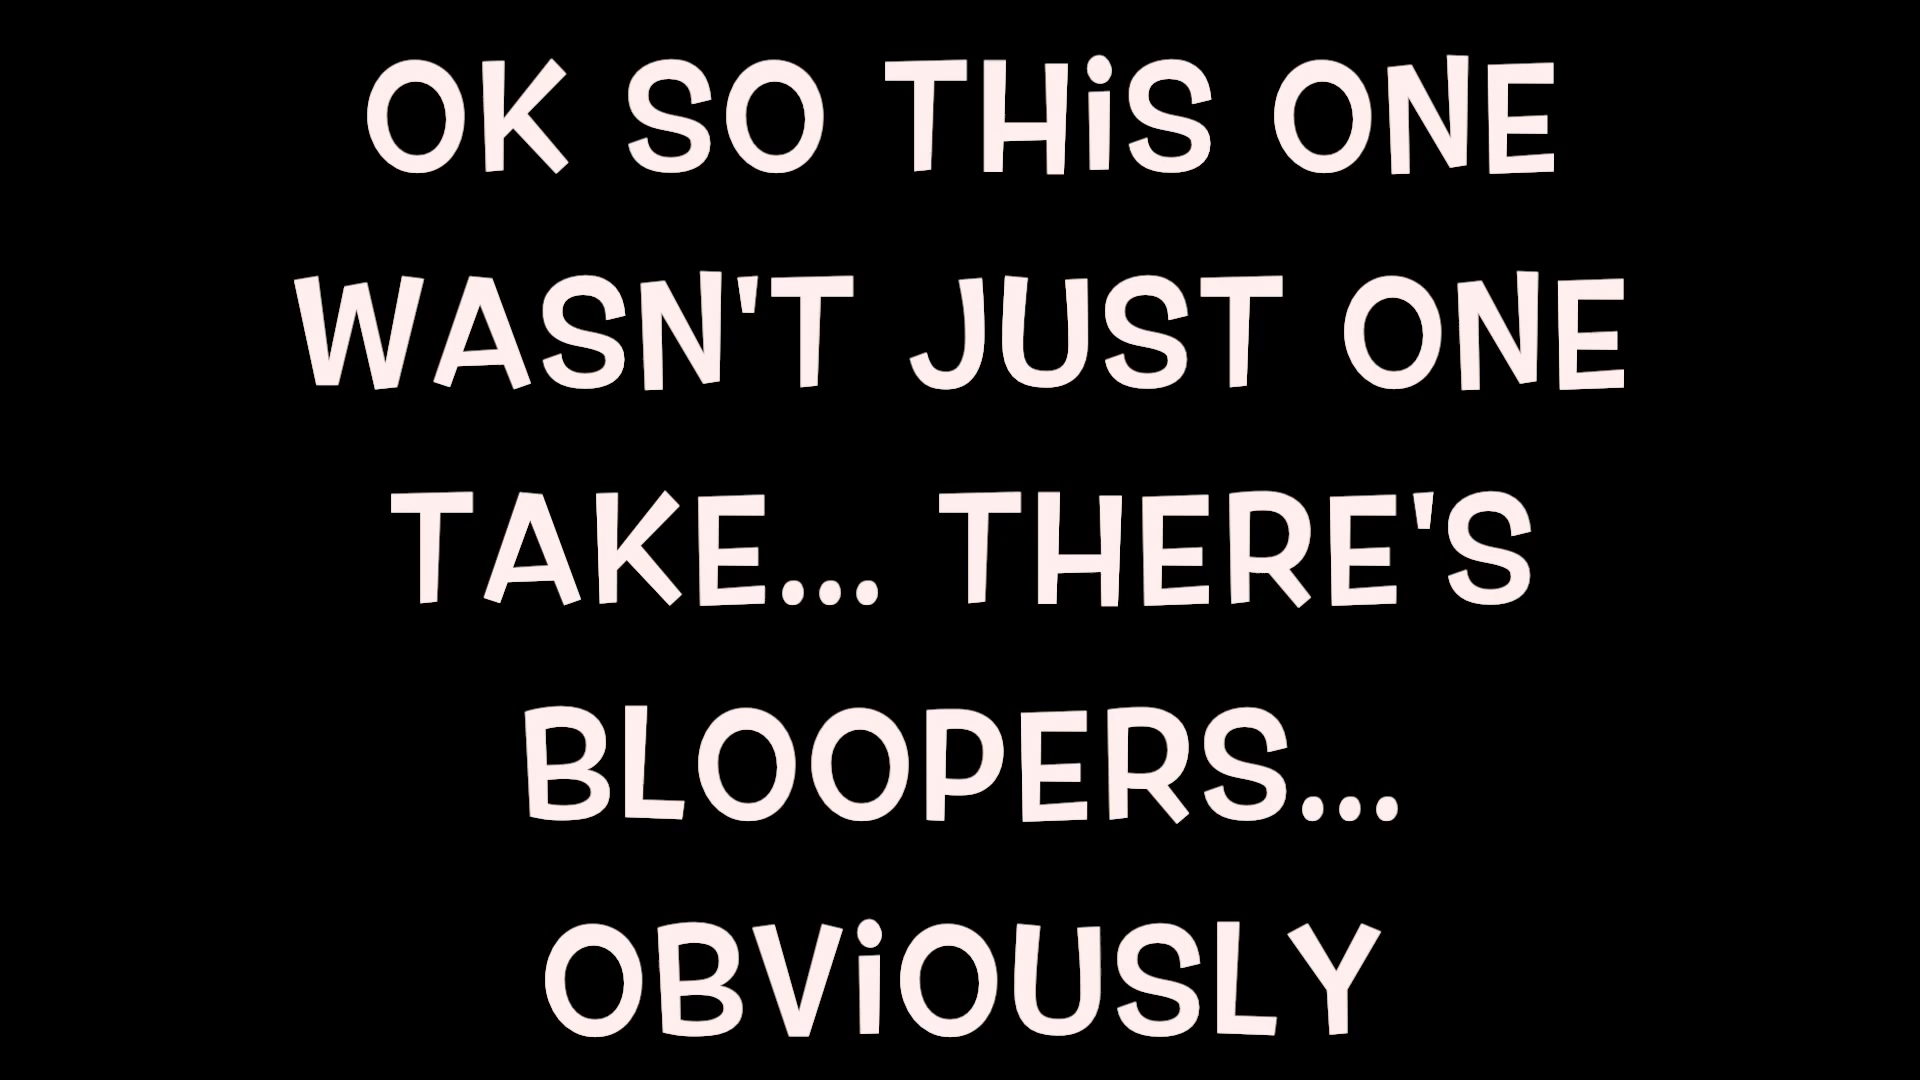 OK SO THiS ONE
WASN'T JUST ONE
TAKE... THERE'S
BLOOPERS...
OBViOUSLY